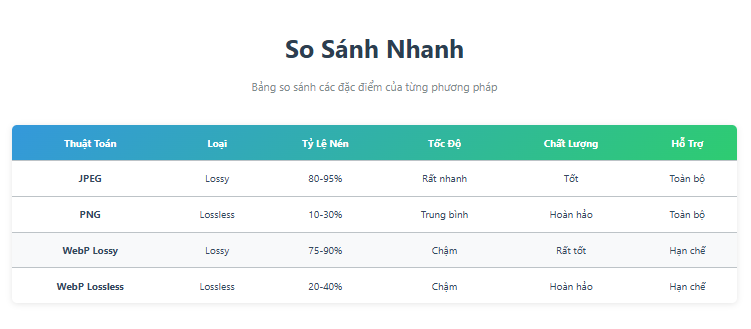 So Sánh Nhanh
Bảng so sánh các đặc điểm của từng phương pháp
Thuật Toán Loại Tỷ Lệ Nén Tốc Độ Chất Lượng Hỗ Trợ
JPEG Lossy 80-95% Rất nhanh Tốt Toàn bộ
PNG Lossless 10-30% Trung bình Hoàn hảo Toàn bộ
WebP Lossy Lossy 75-90% Chậm Rất tốt Hạn chế
WebP Lossless Lossless 20-40% Chậm Hoàn hảo Hạn chế